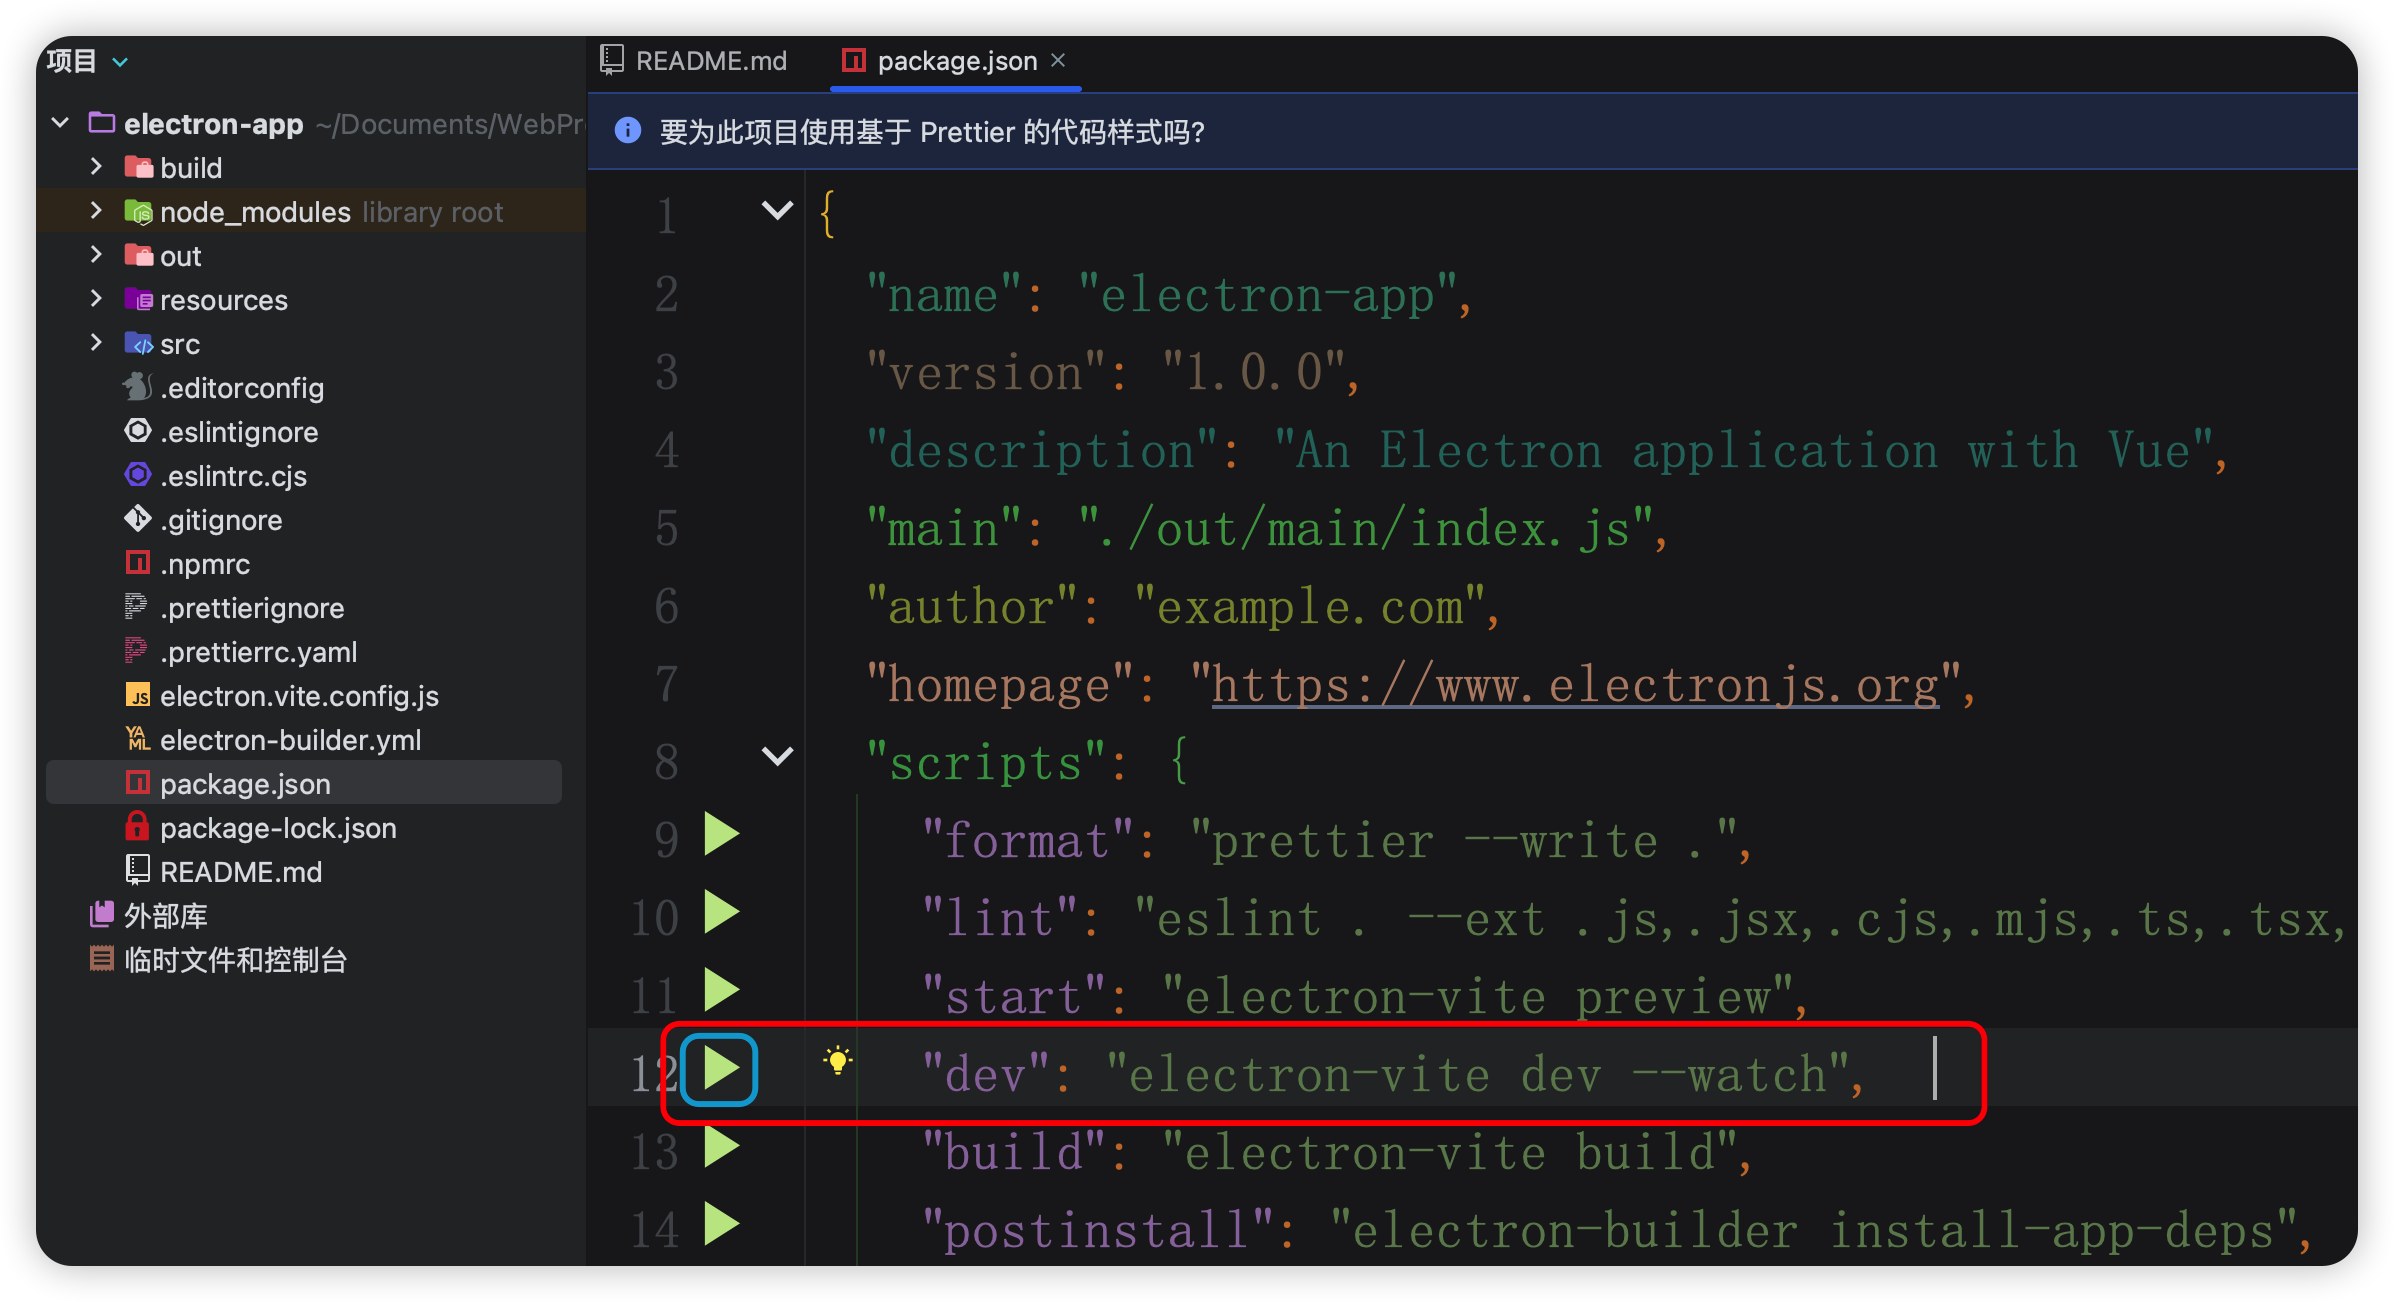 项目
electron-app ~/Documents/WebPr
build
node_modules library root
out
resources
src
.editorconfig
.eslintignore
.eslintrc.cjs
.gitignore
.npmrc
.prettierignore
.prettierrc.yaml
electron.vite.config.js
electron-builder.yml
package.json
package-lock.json
README.md
外部库
临时文件和控制台
README.md package.json
要为此项目使用基于 Prettier 的代码样式吗?
1 {
2 "name": "electron-app",
3 "version": "1.0.0",
4 "description": "An Electron application with Vue",
5 "main": "./out/main/index.js",
6 "author": "example.com",
7 "homepage": "https://www.electronjs.org",
8 "scripts": {
9 "format": "prettier --write .",
10 "lint": "eslint . --ext .js,.jsx,.cjs,.mjs,.ts,.tsx,
11 "start": "electron-vite preview",
12 "dev": "electron-vite dev --watch",
13 "build": "electron-vite build",
14 "postinstall": "electron-builder install-app-deps",